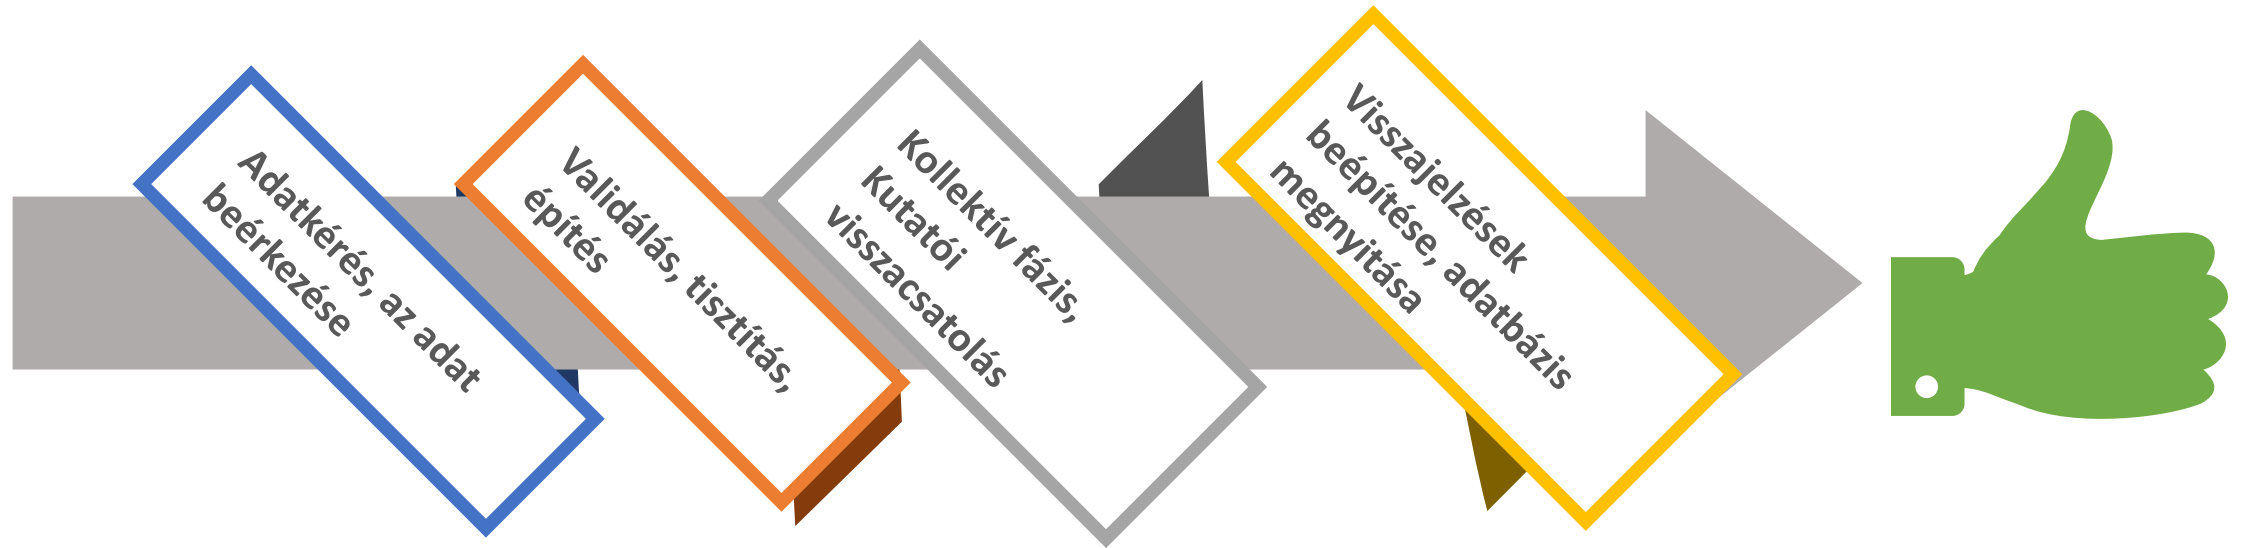 Adatkérés, az adat
beérkezése
Validálás, tisztítás,
építés
Kollektív fázis,
Kutatói
visszacsatolás
Visszajelzések
beépítése, adatbázis
megnyitása